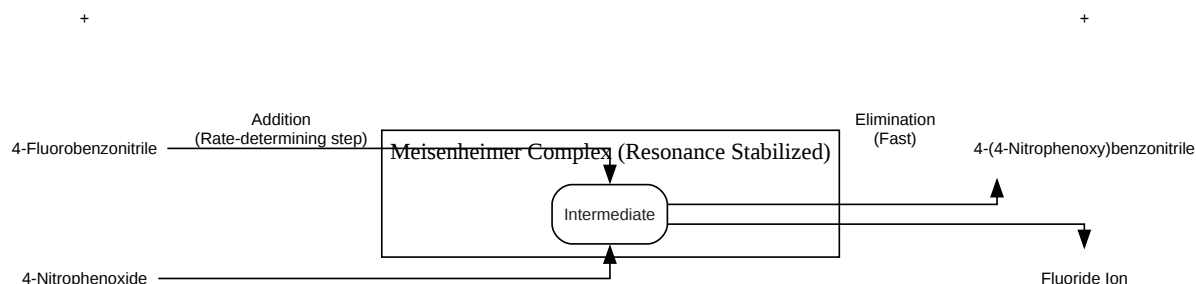 +
+
Addition
(Rate-determining step)
Elimination
(Fast)
4-Fluorobenzonitrile
Meisenheimer Complex (Resonance Stabilized)
4-(4-Nitrophenoxy)benzonitrile
Intermediate
4-Nitrophenoxide
Fluoride Ion